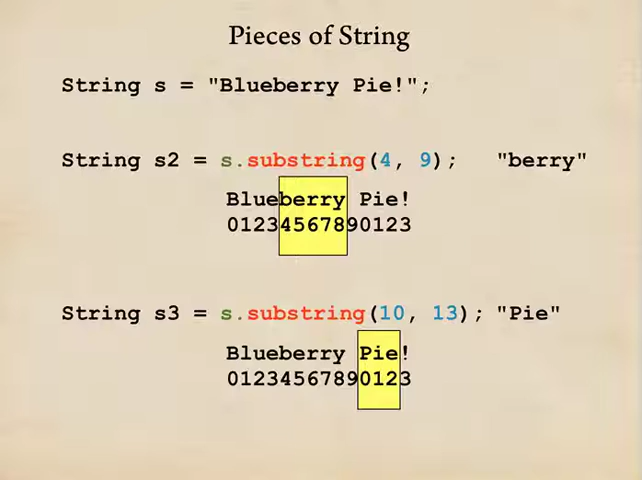 Pieces of String
String s = "Blueberry Pie!";
String s2 = s.substring(4, 9); "berry"
Blueberry Pie!
01234567890123
String s3 = s.substring(10, 13); "Pie"
Blueberry Pie!
01234567890123